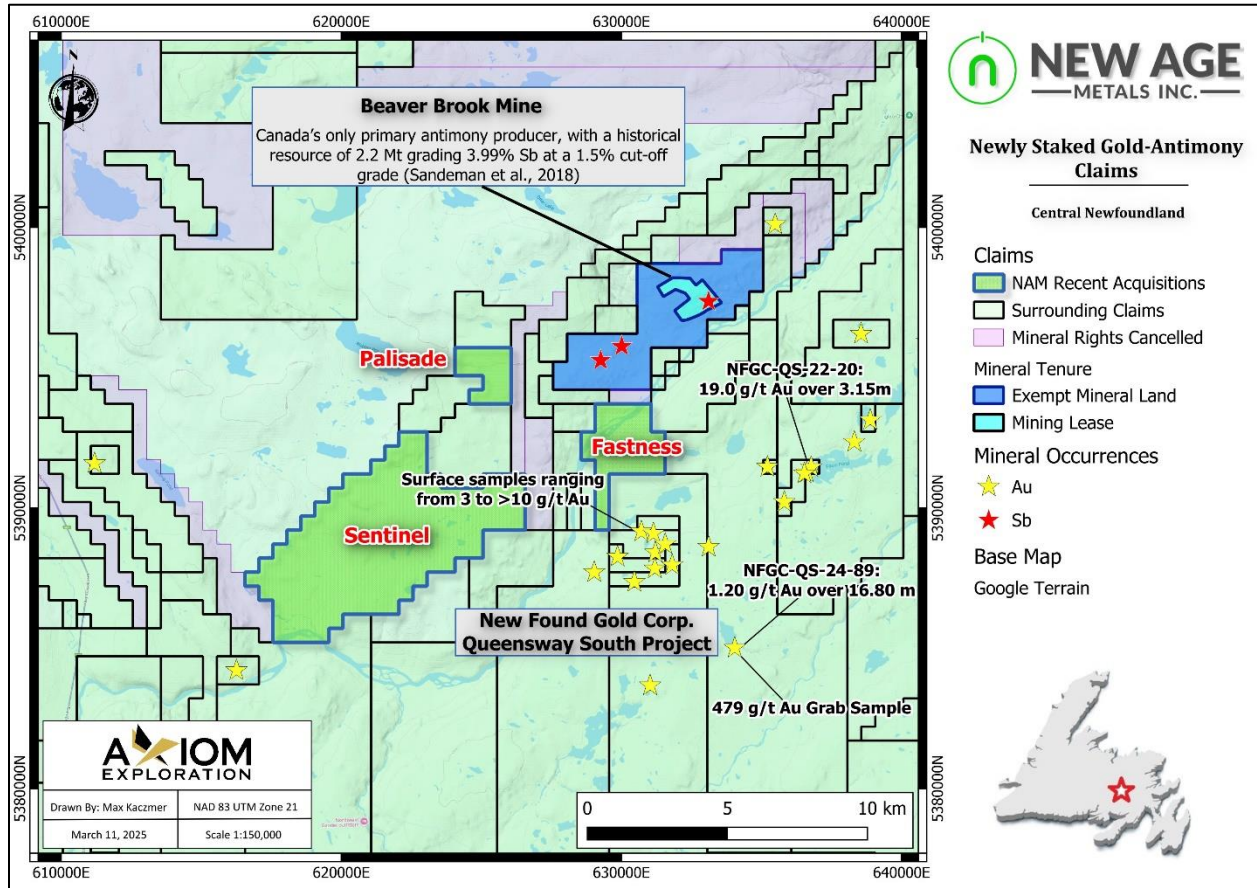 610000E
620000E
630000E
640000E
N
Beaver Brook Mine
Canada's only primary antimony producer, with a historical
resource of 2.2 Mt grading 3.99% Sb at a 1.5% cut-off
grade (Sandeman et al., 2018)
5400000N
5400000N
Palisade
NFGC-QS-22-20:
19.0 g/t Au over 3.15m
Fastness
Surface samples ranging
from 3 to >10 g/t Au
5390000N
5390000N
Sentinel
NFGC-QS-24-89:
1.20 g/t Au over 16.80 m
New Found Gold Corp.
Queensway South Project
479 g/t Au Grab Sample
5380000N
5380000N
AXIOM
EXPLORATION
Drawn By: Max Kaczmer
NAD 83 UTM Zone 21
March 11, 2025
Scale 1:150,000
0
5
10 km
610000E
620000E
630000E
640000E
n
NEW AGE
METALS INC.
Newly Staked Gold-Antimony
Claims
Central Newfoundland
Claims
NAM Recent Acquisitions
Surrounding Claims
Mineral Rights Cancelled
Mineral Tenure
Exempt Mineral Land
Mining Lease
Mineral Occurrences
Au
Sb
Base Map
Google Terrain